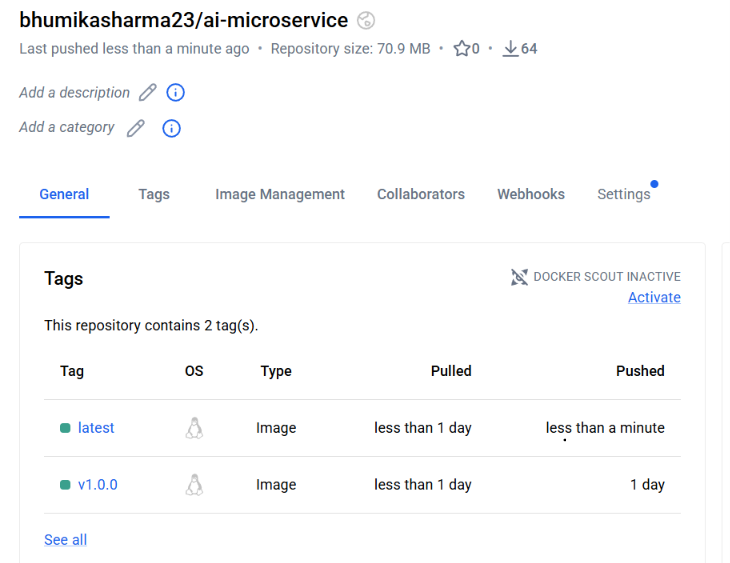 bhumikasharma23/ai-microservice
Last pushed less than a minute ago • Repository size: 70.9 MB • 0 • 64
Add a description
Add a category
General Tags Image Management Collaborators Webhooks Settings
Tags
DOCKER SCOUT INACTIVE
Activate
This repository contains 2 tag(s).
Tag OS Type Pulled Pushed
latest Image less than 1 day less than a minute
v1.0.0 Image less than 1 day 1 day
See all